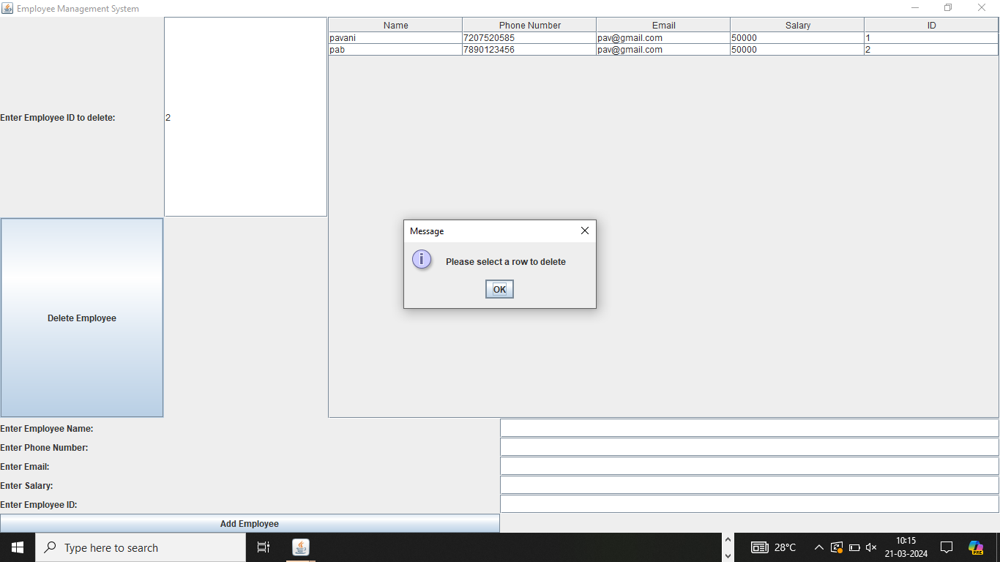 Employee Management System
Name Phone Number Email Salary ID
pavani 7207520585 pav@gmail.com 50000 1
pab 7890123456 pav@gmail.com 50000 2
Enter Employee ID to delete: 2
Message
Please select a row to delete
OK
Delete Employee
Enter Employee Name:
Enter Phone Number:
Enter Email:
Enter Salary:
Enter Employee ID:
Add Employee
Type here to search
28°C
10:15
21-03-2024
PRE